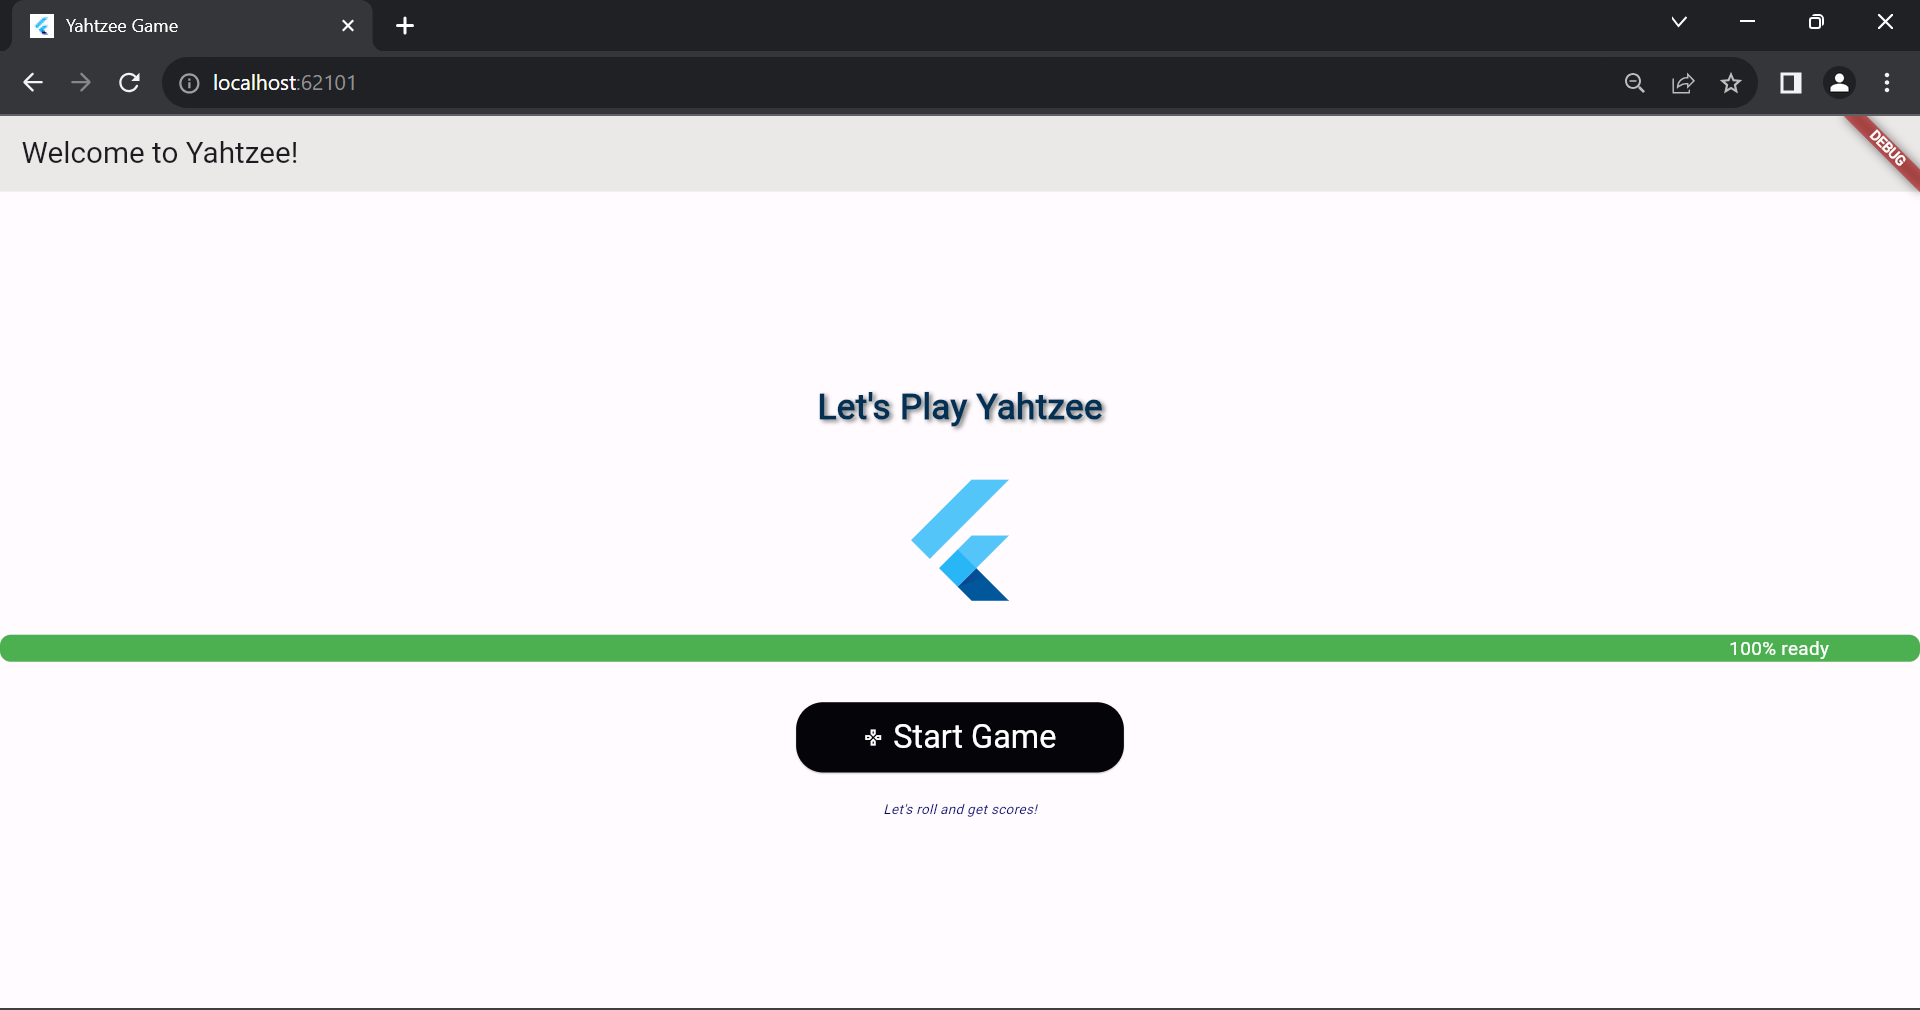 Yahtzee Game
localhost:62101
Welcome to Yahtzee!
DEBUG
Let's Play Yahtzee
100% ready
Start Game
Let's roll and get scores!